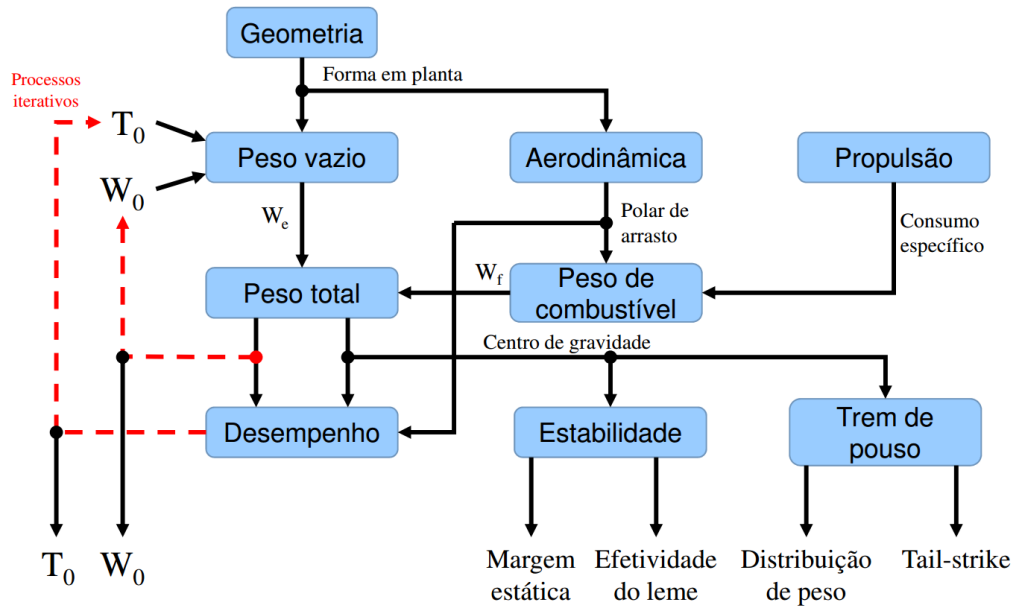 Geometria
Forma em planta
Processos
iterativos
T0
Peso vazio
Aerodinâmica
Propulsão
W0
We
Polar de
arrasto
Consumo
específico
Peso total
Wf
Peso de
combustível
Centro de gravidade
Desempenho
Estabilidade
Trem de
pouso
T0
W0
Margem
estática
Efetividade
do leme
Distribuição
de peso
Tail-strike